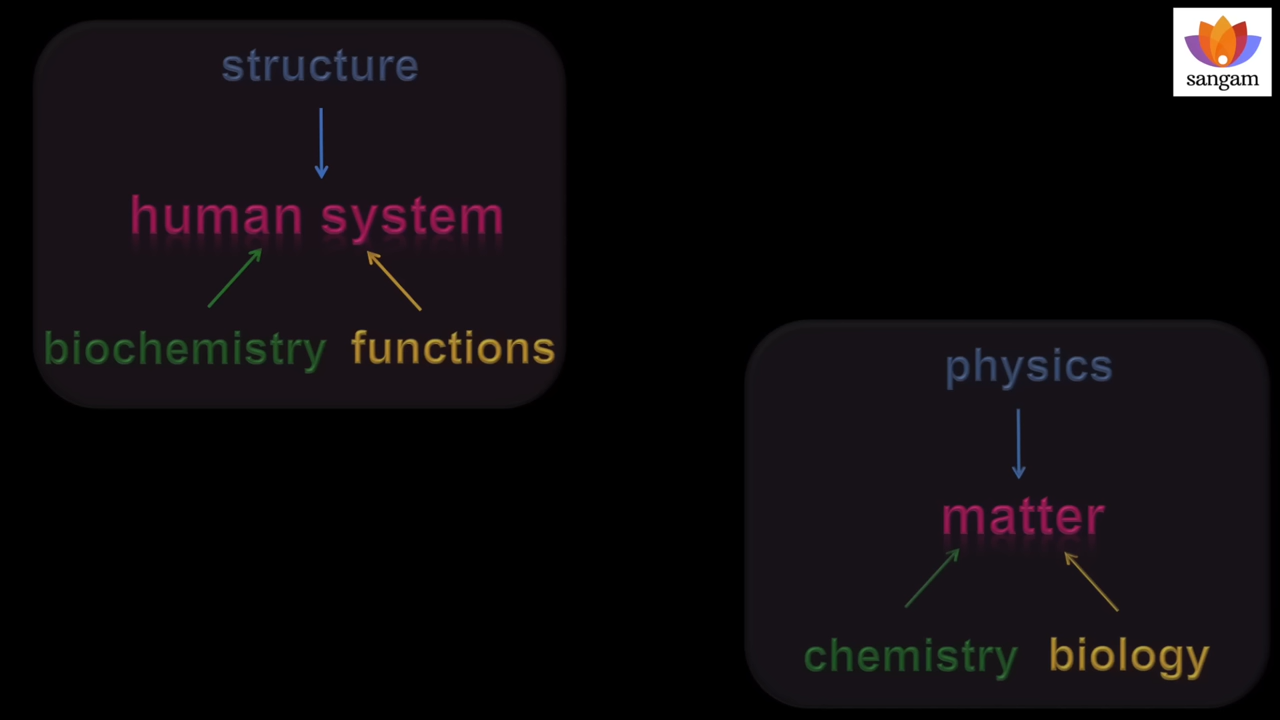 structure
human system
biochemistry functions
sangam
physics
matter
chemistry biology